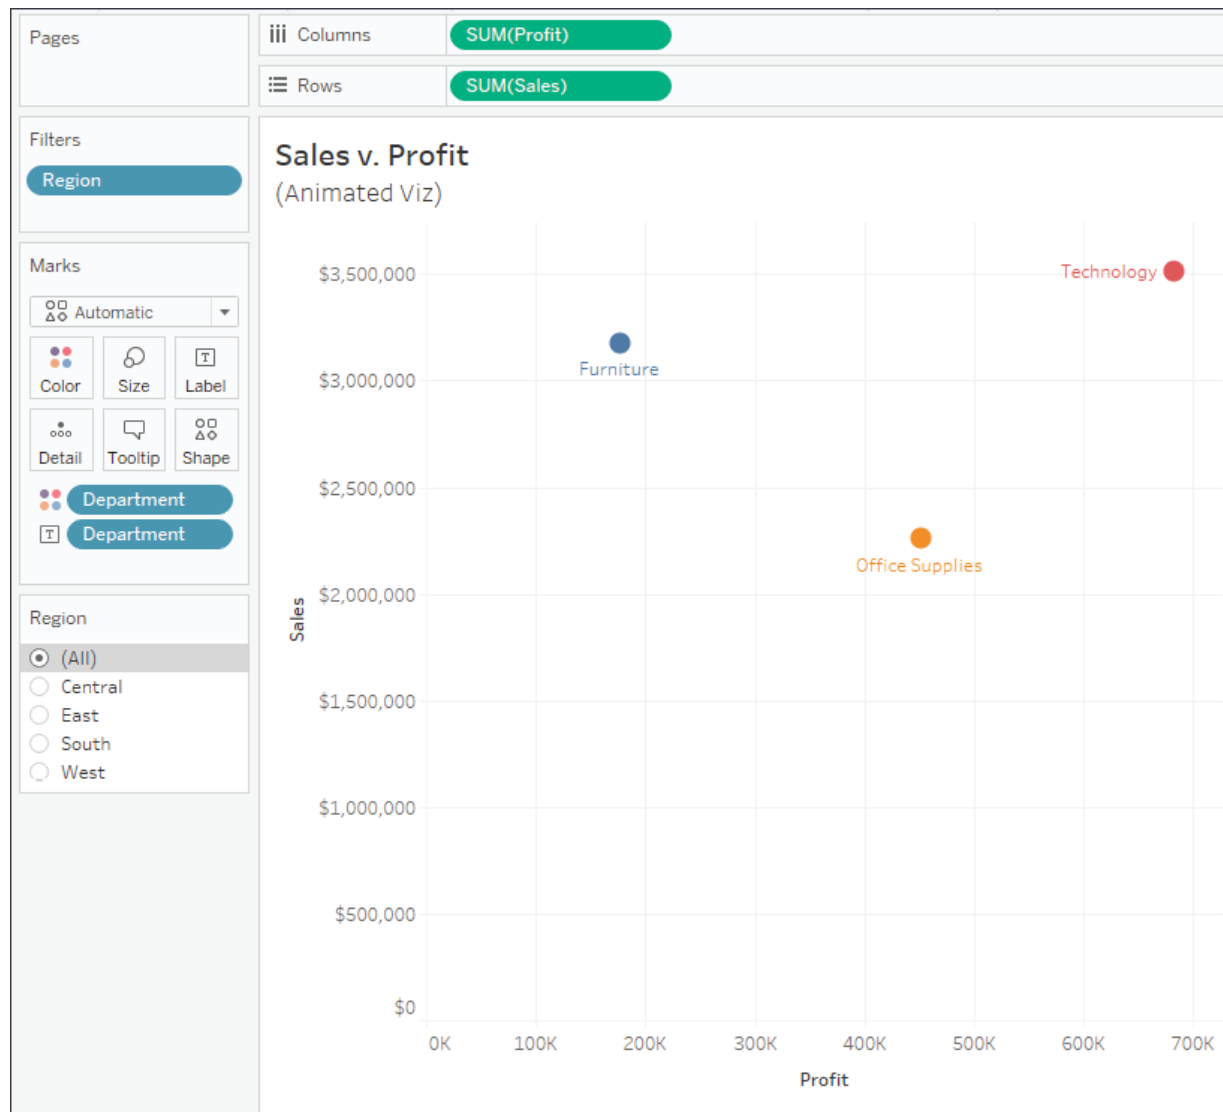 Pages
Columns
SUM(Profit)
Rows
SUM(Sales)
Filters
Region
Marks
Automatic
Color
Size
T
Label
Detail
Tooltip
Shape
Department
T
Department
Region
(All)
Central
East
South
West
Sales v. Profit
(Animated Viz)
$3,500,000
Technology
Furniture
$3,000,000
$2,500,000
Office Supplies
$2,000,000
Sales
$1,500,000
$1,000,000
$500,000
$0
0K 100K 200K 300K 400K 500K 600K 700K
Profit